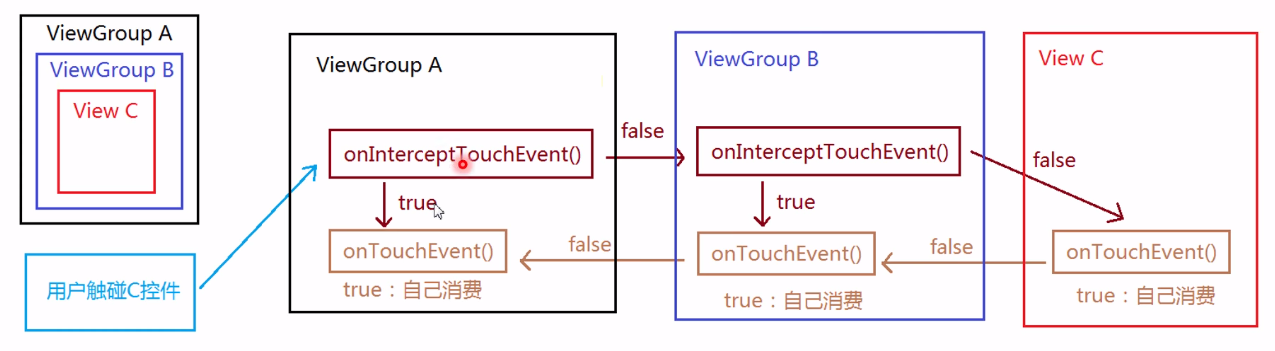 ViewGroup A
ViewGroup B
View C
用户触碰C控件
ViewGroup A
onInterceptTouchEvent()
true
onTouchEvent()
true：自己消费
false
false
ViewGroup B
onInterceptTouchEvent()
true
onTouchEvent()
true：自己消费
false
false
View C
onTouchEvent()
true：自己消费